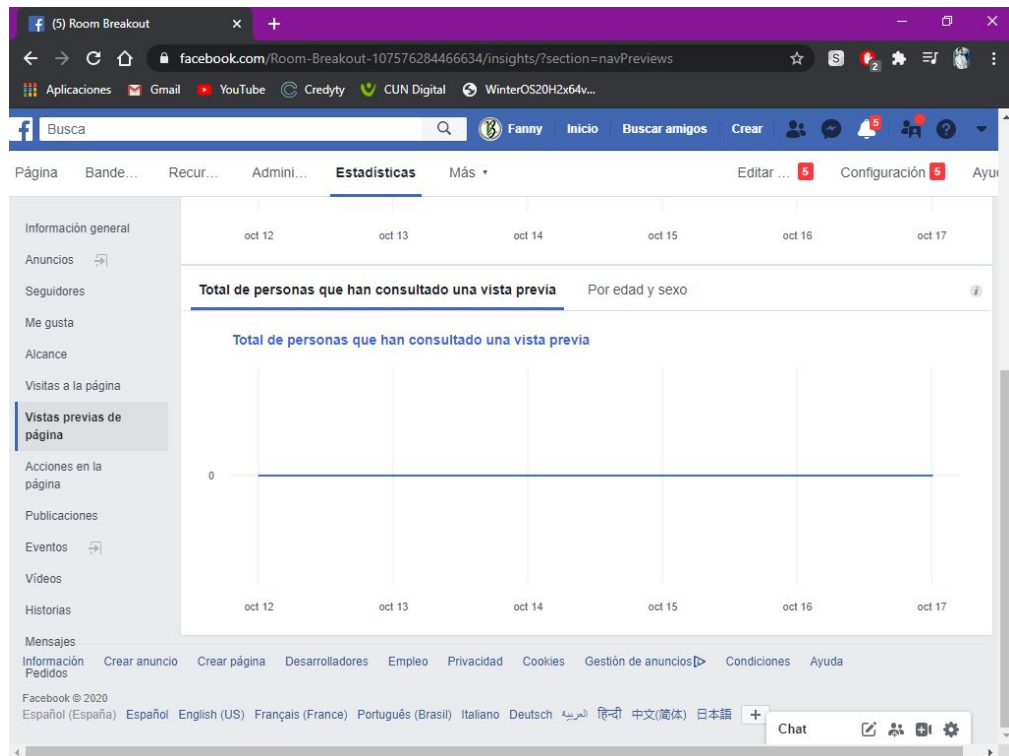 (5) Room Breakout
facebook.com/Room-Breakout-107576284466634/insights/?section=navPreviews
S
2
Aplicaciones Gmail YouTube Credyty CUN Digital WinterOS20H2x64v...
Busca
Fanny Inicio Buscar amigos Crear
5
Página Bande... Recur... Admini... Estadísticas Más Editar ... 5 Configuración 5 Ayu
Información general
Anuncios
Seguidores
Me gusta
Alcance
Visitas a la página
Vistas previas de
página
Acciones en la
página
Publicaciones
Eventos
Vídeos
Historias
Mensajes
Pedidos
oct 12 oct 13 oct 14 oct 15 oct 16 oct 17
Total de personas que han consultado una vista previa Por edad y sexo
Total de personas que han consultado una vista previa
0
oct 12 oct 13 oct 14 oct 15 oct 16 oct 17
Información Crear anuncio Crear página Desarrolladores Empleo Privacidad Cookies Gestión de anuncios Condiciones Ayuda
Facebook © 2020
Español (España) Español English (US) Français (France) Português (Brasil) Italiano Deutsch العربية हिन्दी 中文(简体) 日本語 +
Chat